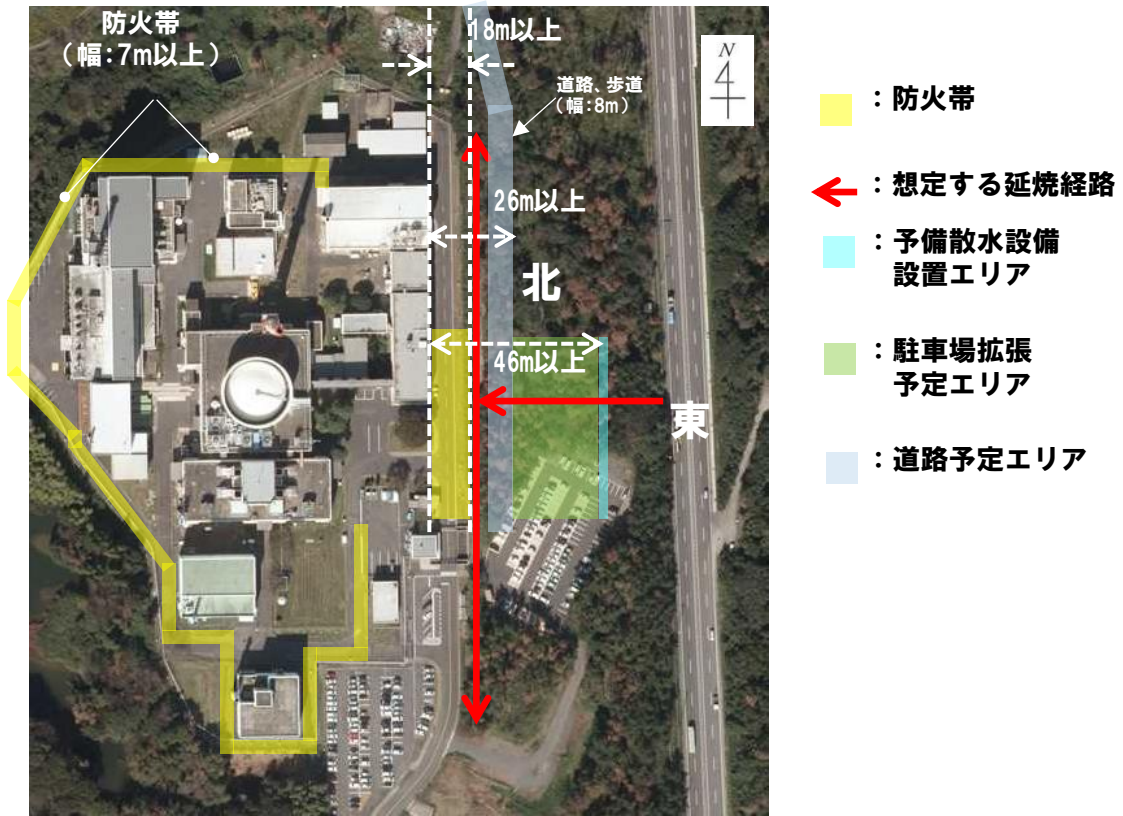 防火帯
(幅：7m以上)
18m以上
道路、歩道
(幅：8m)
N
26m以上
北
46m以上
東
：防火帯
：想定する延焼経路
：予備散水設備
設置エリア
：駐車場拡張
予定エリア
：道路予定エリア